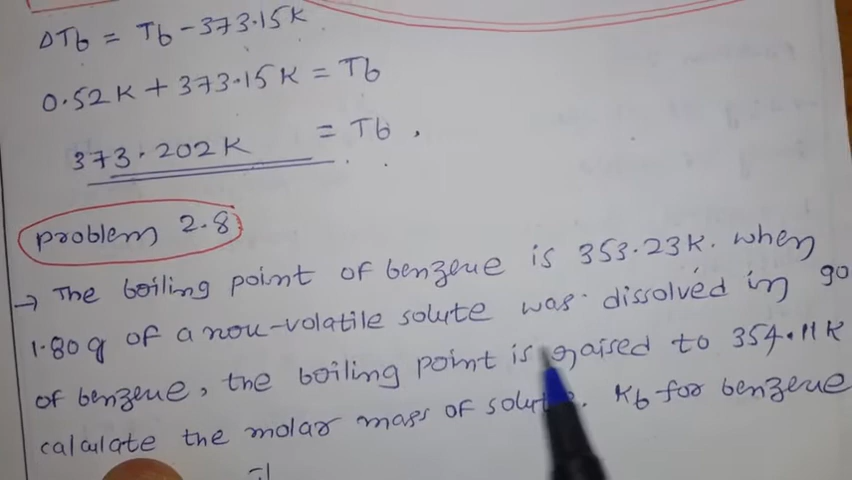 ΔTb = Tb - 373.15K
0.52K + 373.15K = Tb
373.202K = Tb.
problem 2.8
→ The boiling point of benzene is 353.23K. when
1.80g of a non-volatile solute was dissolved in 90
of benzene, the boiling point is raised to 354.11K
calculate the molar mass of solute. Kb for benzene